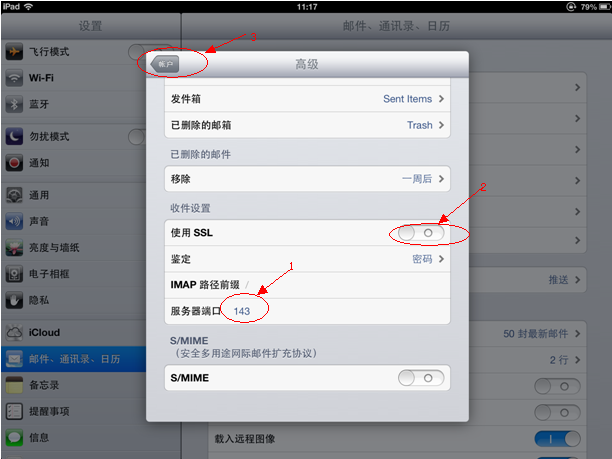 iPad 11:17 79%
设置
邮件、通讯录、日历
飞行模式
Wi-Fi
蓝牙
勿扰模式
通知
通用
声音
亮度与墙纸
电子相框
隐私
iCloud
邮件、通讯录、日历
备忘录
提醒事项
信息
帐户 高级
3
发件箱 Sent Items
已删除的邮箱 Trash
已删除的邮件
移除 一周后
收件设置
2
使用 SSL
鉴定 密码
1
IMAP 路径前缀 /
服务器端口 143
S/MIME
（安全多用途网际邮件扩充协议）
S/MIME
推送
50 封最新邮件
2 行
载入远程图像